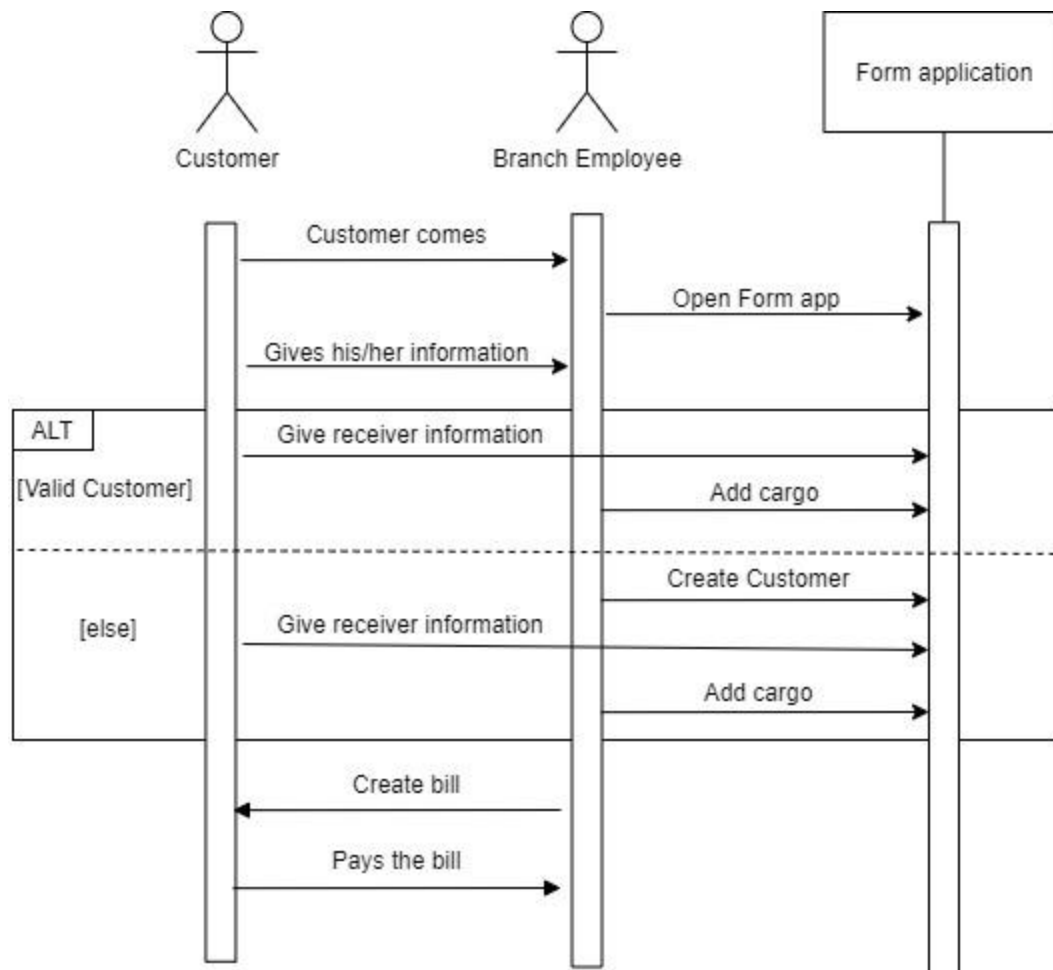 Customer
Branch Employee
Form application
Customer comes
Open Form app
Gives his/her information
ALT
Give receiver information
[Valid Customer]
Add cargo
Create Customer
[else]
Give receiver information
Add cargo
Create bill
Pays the bill